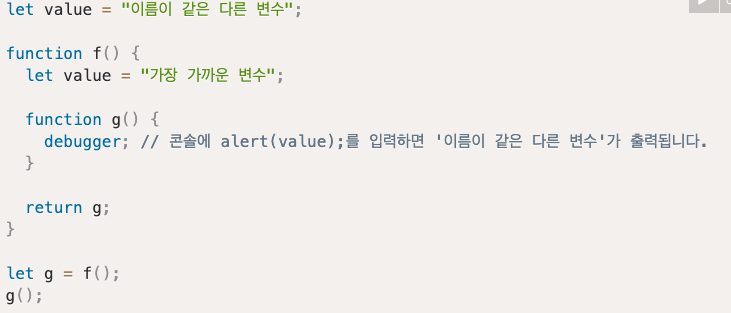 let value = "이름이 같은 다른 변수";
function f() {
  let value = "가장 가까운 변수";
  function g() {
    debugger; // 콘솔에 alert(value);를 입력하면 '이름이 같은 다른 변수'가 출력됩니다.
  }
  return g;
}
let g = f();
g();